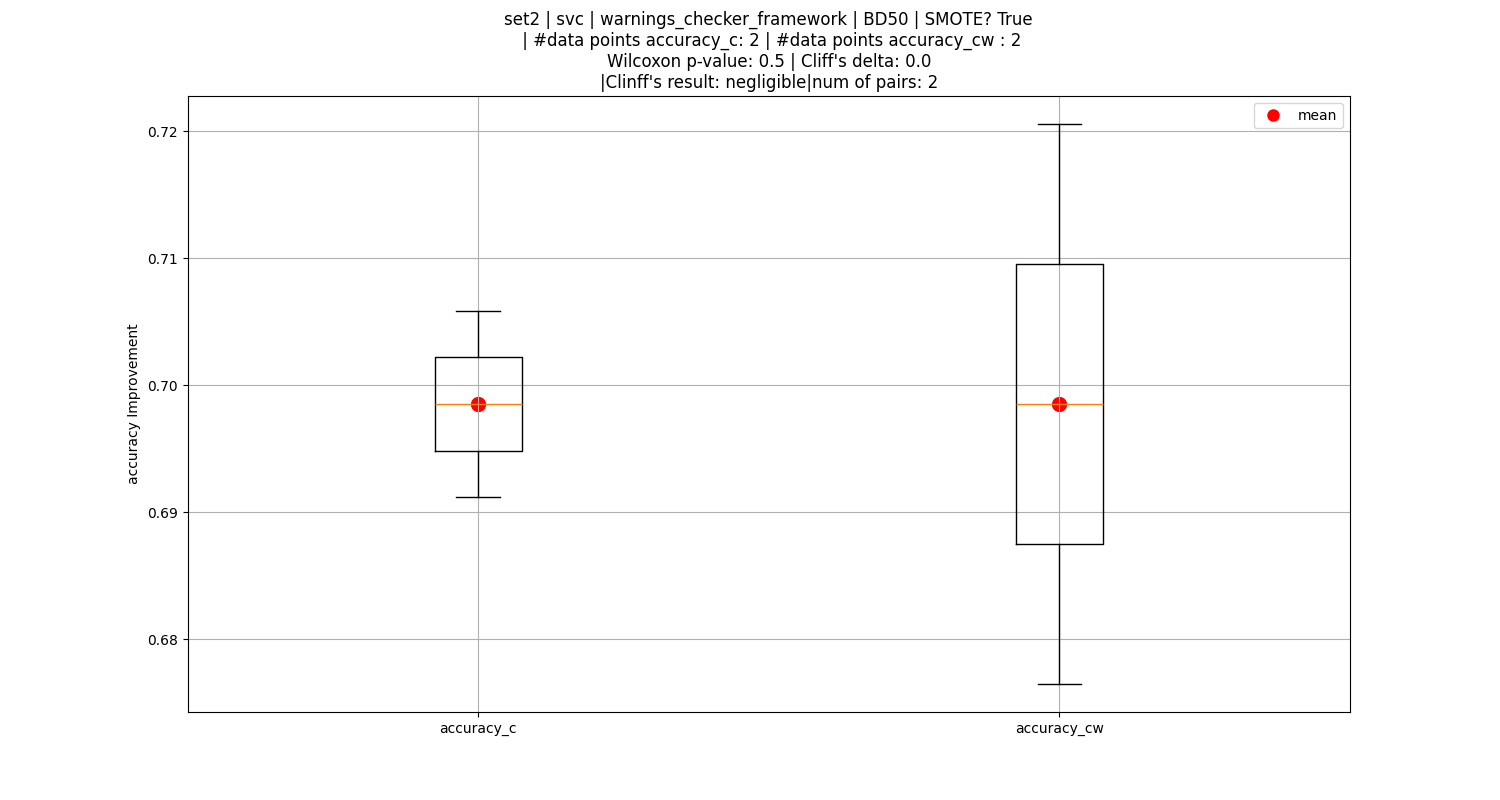 set2 | svc | warnings_checker_framework | BD50 | SMOTE? True
| #data points accuracy_c: 2 | #data points accuracy_cw : 2
Wilcoxon p-value: 0.5 | Cliff's delta: 0.0
|Clinff's result: negligible|num of pairs: 2
mean
0.72
0.71
0.70
0.69
0.68
accuracy Improvement
accuracy_c
accuracy_cw